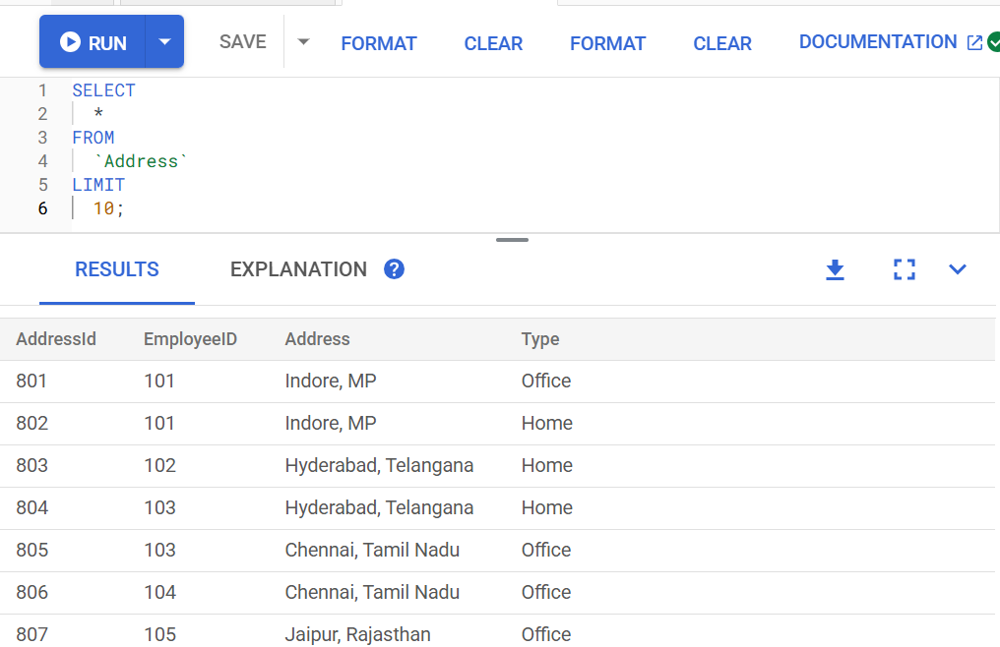 RUN SAVE FORMAT CLEAR FORMAT CLEAR DOCUMENTATION
1 SELECT
2 *
3 FROM
4 `Address`
5 LIMIT
6 10;
RESULTS EXPLANATION ?
AddressId EmployeeID Address Type
801 101 Indore, MP Office
802 101 Indore, MP Home
803 102 Hyderabad, Telangana Home
804 103 Hyderabad, Telangana Home
805 103 Chennai, Tamil Nadu Office
806 104 Chennai, Tamil Nadu Office
807 105 Jaipur, Rajasthan Office